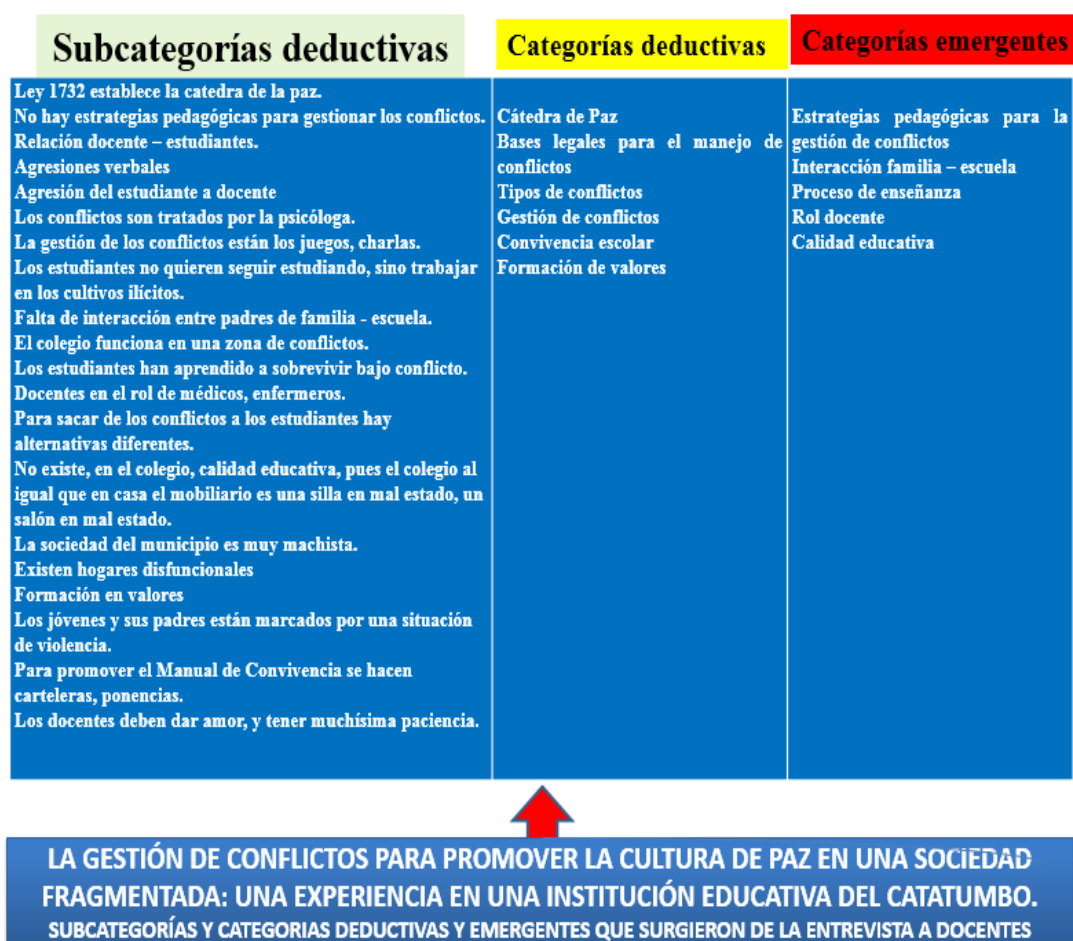 Subcategorías deductivas
Categorías deductivas
Categorías emergentes
Ley 1732 establece la catedra de la paz.
No hay estrategias pedagógicas para gestionar los conflictos.
Relación docente – estudiantes.
Agresiones verbales
Agresión del estudiante a docente
Los conflictos son tratados por la psicóloga.
La gestión de los conflictos están los juegos, charlas.
Los estudiantes no quieren seguir estudiando, sino trabajar
en los cultivos ilícitos.
Falta de interacción entre padres de familia - escuela.
El colegio funciona en una zona de conflictos.
Los estudiantes han aprendido a sobrevivir bajo conflicto.
Docentes en el rol de médicos, enfermeros.
Para sacar de los conflictos a los estudiantes hay
alternativas diferentes.
No existe, en el colegio, calidad educativa, pues el colegio al
igual que en casa el mobiliario es una silla en mal estado, un
salón en mal estado.
La sociedad del municipio es muy machista.
Existen hogares disfuncionales
Formación en valores
Los jóvenes y sus padres están marcados por una situación
de violencia.
Para promover el Manual de Convivencia se hacen
carteleras, ponencias.
Los docentes deben dar amor, y tener muchísima paciencia.
Cátedra de Paz
Bases legales para el manejo de
conflictos
Tipos de conflictos
Gestión de conflictos
Convivencia escolar
Formación de valores
Estrategias pedagógicas para la
gestión de conflictos
Interacción familia – escuela
Proceso de enseñanza
Rol docente
Calidad educativa
LA GESTIÓN DE CONFLICTOS PARA PROMOVER LA CULTURA DE PAZ EN UNA SOCIEDAD
FRAGMENTADA: UNA EXPERIENCIA EN UNA INSTITUCIÓN EDUCATIVA DEL CATATUMBO.
SUBCATEGORÍAS Y CATEGORIAS DEDUCTIVAS Y EMERGENTES QUE SURGIERON DE LA ENTREVISTA A DOCENTES